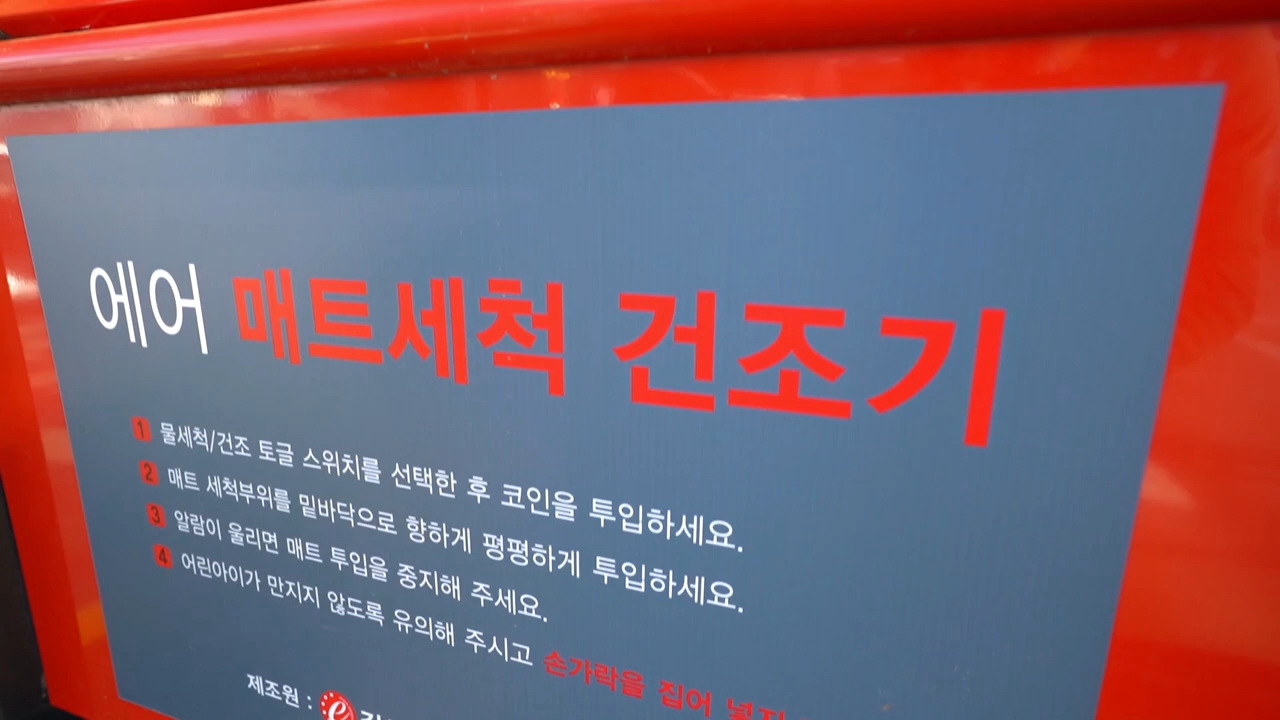 에어 매트세척 건조기
1 물세척/건조 토글 스위치를 선택한 후 코인을 투입하세요.
2 매트 세척부위를 밑바닥으로 향하게 평평하게 투입하세요.
3 알람이 울리면 매트 투입을 중지해 주세요.
4 어린아이가 만지지 않도록 유의해 주시고 손가락을 집어
제조원 : e